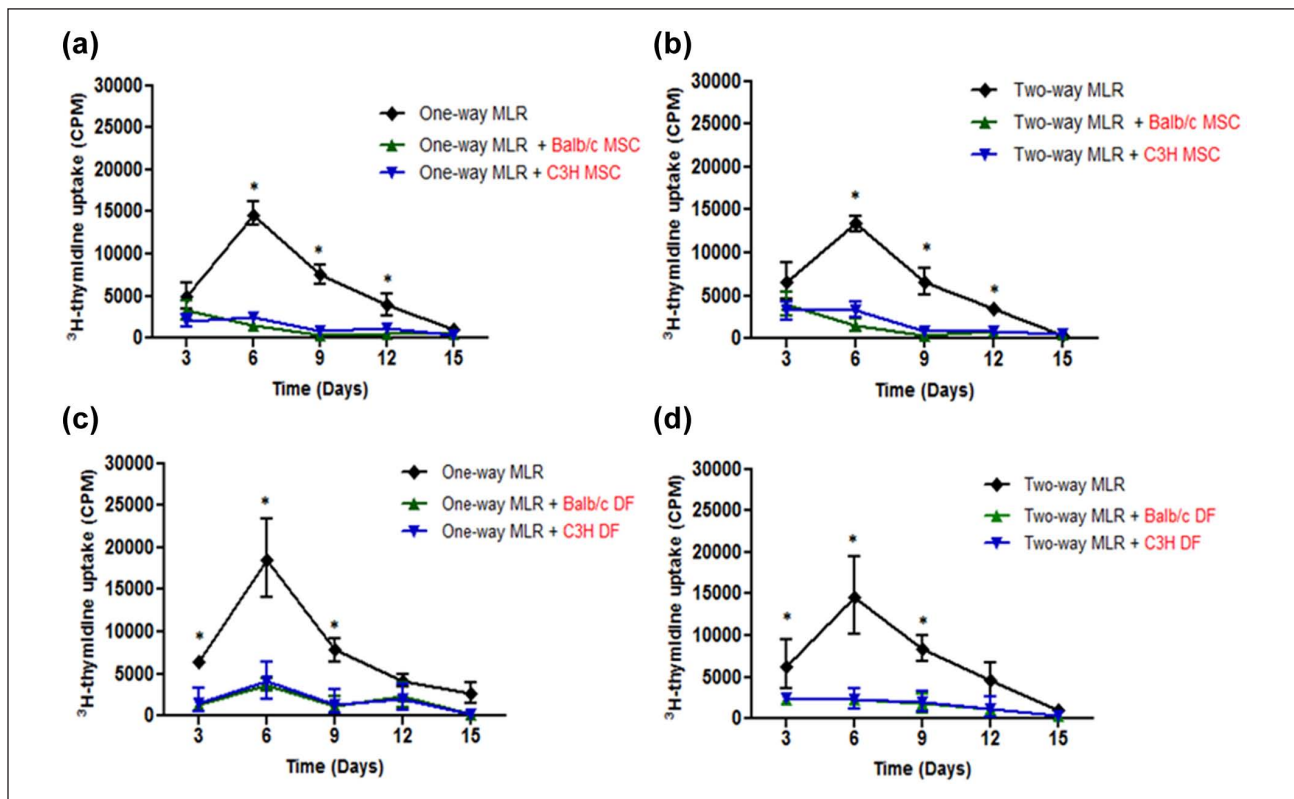 (a)
³H-thymidine uptake (CPM)
30000
25000
20000
15000
10000
5000
0
One-way MLR
One-way MLR + Balb/c MSC
One-way MLR + C3H MSC
*
*
*
3 6 9 12 15
Time (Days)
(b)
³H-thymidine uptake (CPM)
30000
25000
20000
15000
10000
5000
0
Two-way MLR
Two-way MLR + Balb/c MSC
Two-way MLR + C3H MSC
*
*
*
3 6 9 12 15
Time (Days)
(c)
³H-thymidine uptake (CPM)
30000
25000
20000
15000
10000
5000
0
One-way MLR
One-way MLR + Balb/c DF
One-way MLR + C3H DF
*
*
*
3 6 9 12 15
Time (Days)
(d)
³H-thymidine uptake (CPM)
30000
25000
20000
15000
10000
5000
0
Two-way MLR
Two-way MLR + Balb/c DF
Two-way MLR + C3H DF
*
*
*
3 6 9 12 15
Time (Days)